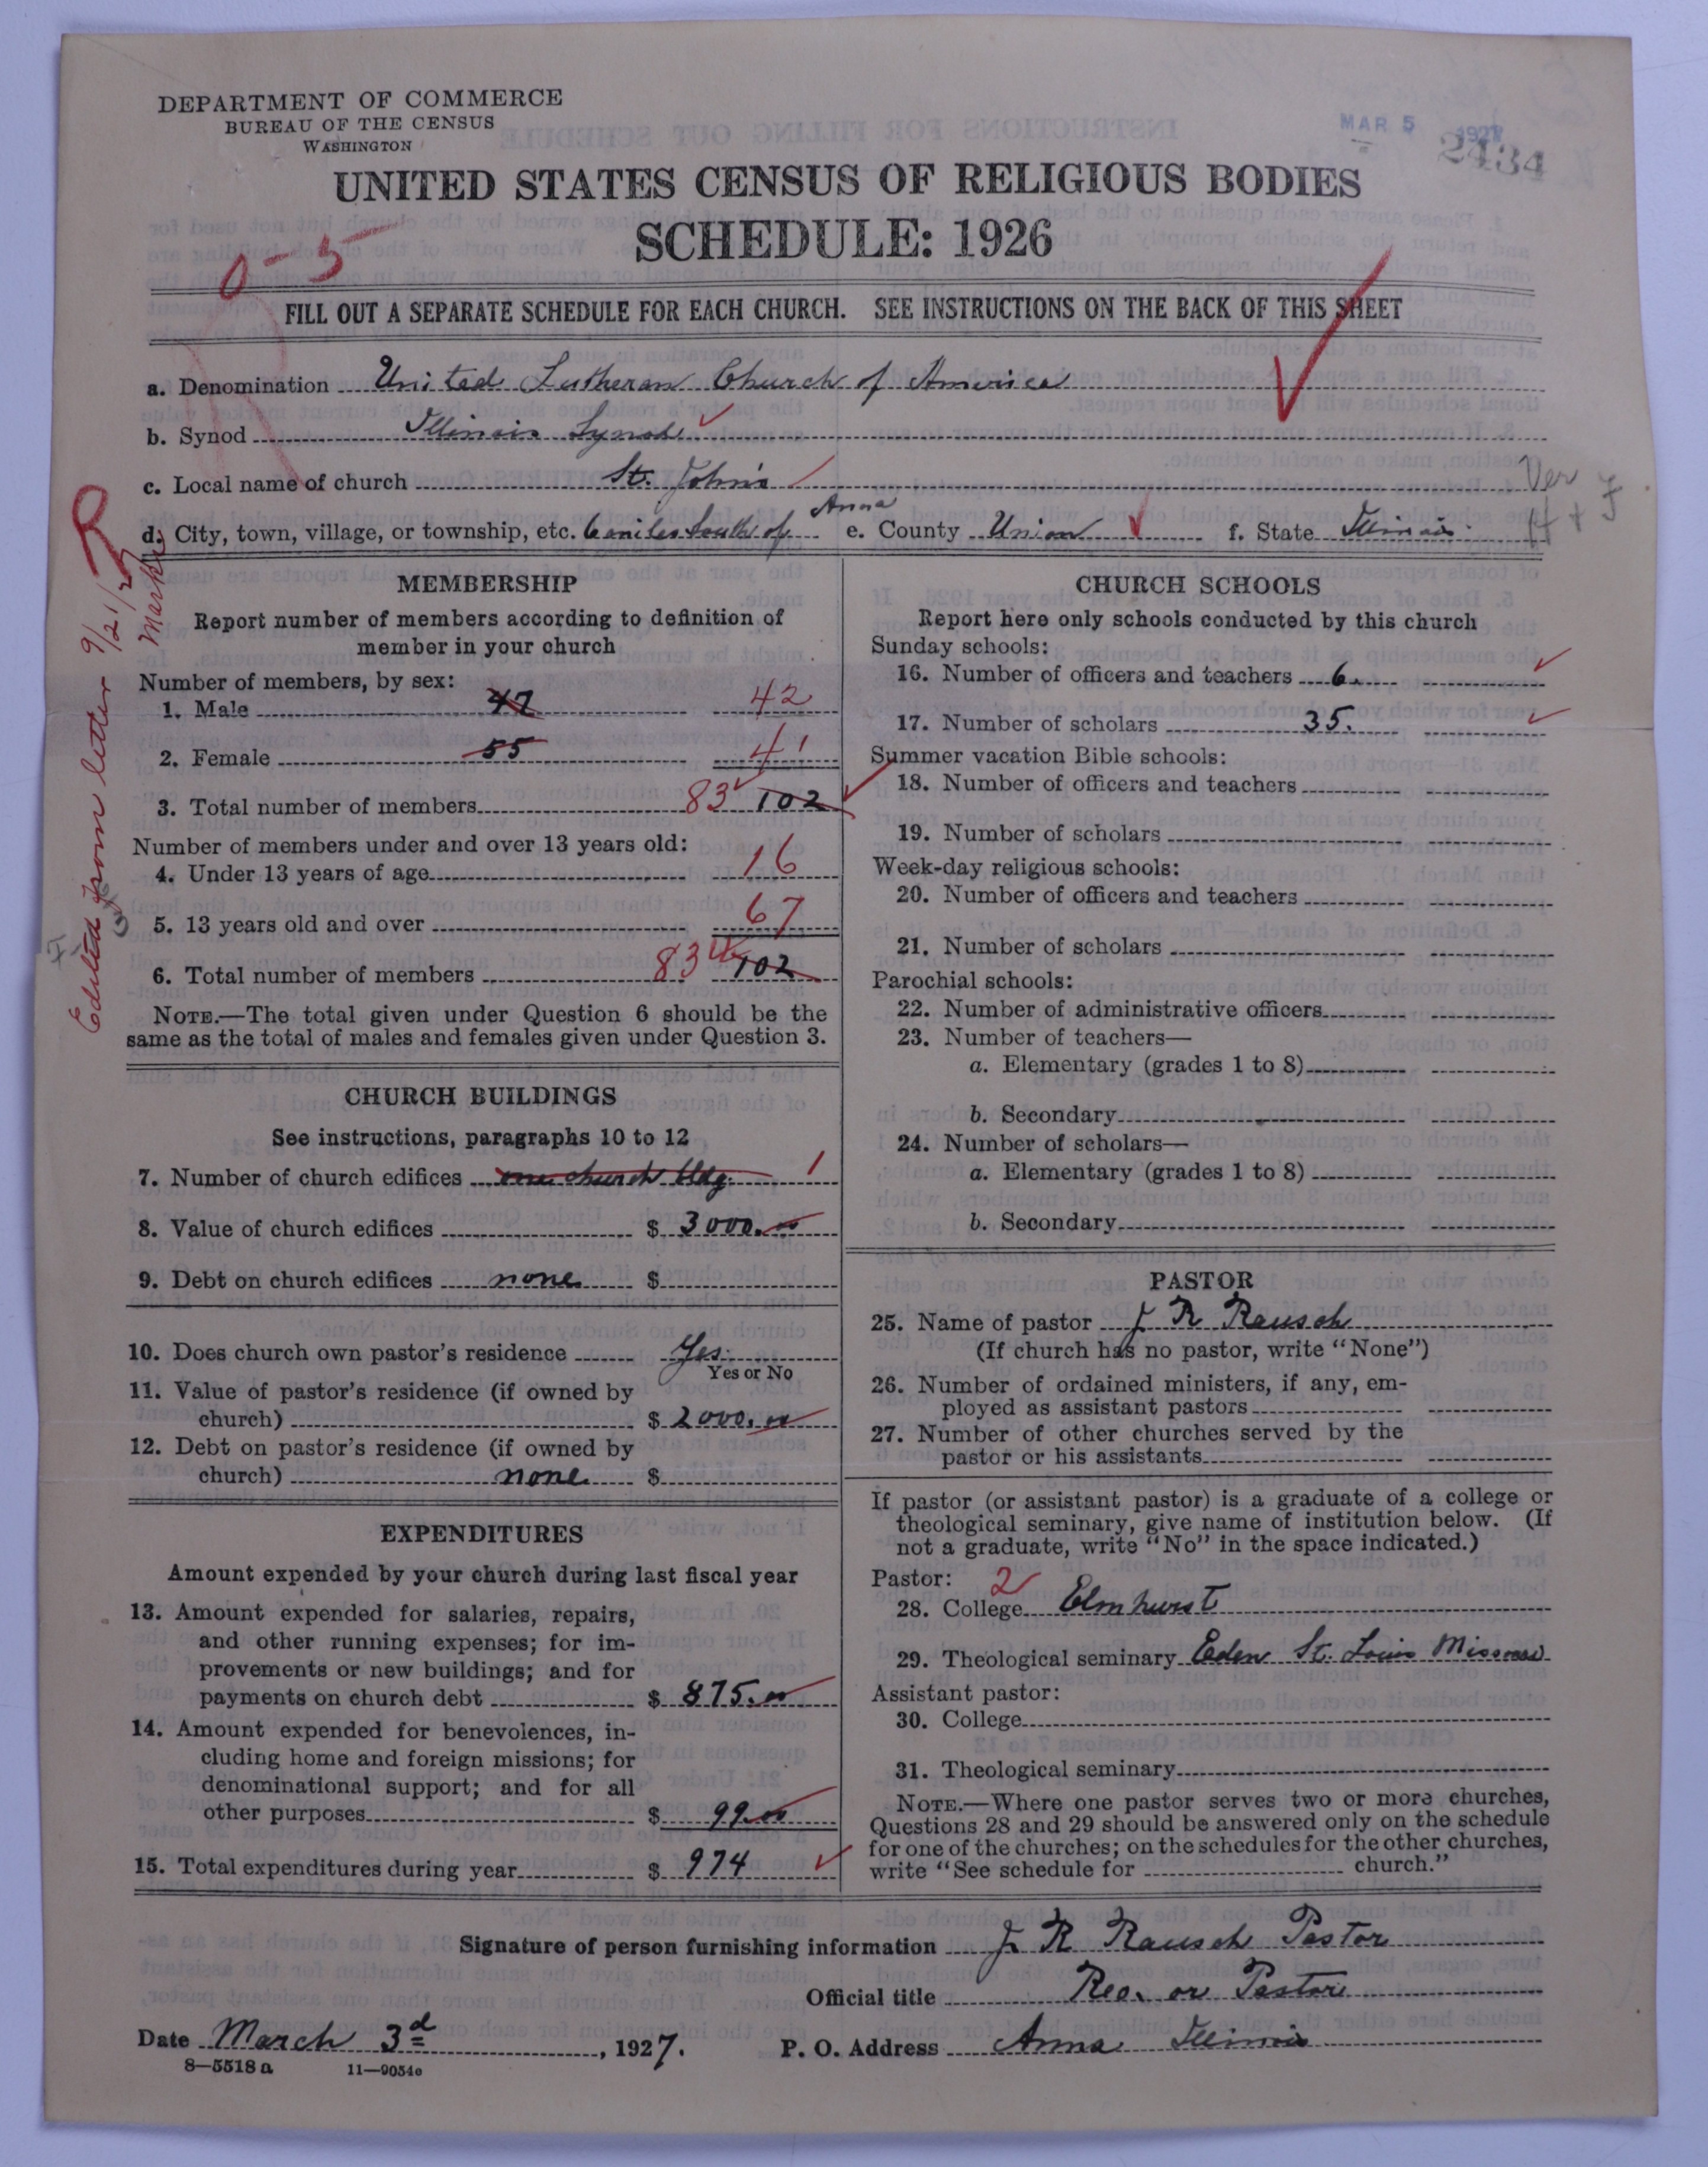 DEPARTMENT OF COMMERCE
BUREAU OF THE CENSUS
WASHINGTON
MAR 5 1927
2434
UNITED STATES CENSUS OF RELIGIOUS BODIES
SCHEDULE: 1926
0-5
FILL OUT A SEPARATE SCHEDULE FOR EACH CHURCH. SEE INSTRUCTIONS ON THE BACK OF THIS SHEET
a. Denomination United Lutheran Church of America
b. Synod Illinois Synod
c. Local name of church St. John's
Ver
d. City, town, village, or township, etc. 6 miles South of Anna e. County Union f. State Illinois
H + F
R
Edited from letter 9/21/27
Marks
MEMBERSHIP
Report number of members according to definition of
member in your church
Number of members, by sex:
1. Male 47 42
2. Female 55 41
3. Total number of members 83 102
Number of members under and over 13 years old:
4. Under 13 years of age 16
5. 13 years old and over 67
6. Total number of members 83 102
NOTE.—The total given under Question 6 should be the
same as the total of males and females given under Question 3.
CHURCH BUILDINGS
See instructions, paragraphs 10 to 12
7. Number of church edifices one church bldg. 1
8. Value of church edifices $ 3000.00
9. Debt on church edifices none $
10. Does church own pastor's residence Yes.
Yes or No
11. Value of pastor's residence (if owned by
church) $ 2000.00
12. Debt on pastor's residence (if owned by
church) none $
EXPENDITURES
Amount expended by your church during last fiscal year
13. Amount expended for salaries, repairs,
and other running expenses; for im-
provements or new buildings; and for
payments on church debt $ 875.00
14. Amount expended for benevolences, in-
cluding home and foreign missions; for
denominational support; and for all
other purposes $ 99.00
15. Total expenditures during year $ 974
CHURCH SCHOOLS
Report here only schools conducted by this church
Sunday schools:
16. Number of officers and teachers 6.
17. Number of scholars 35.
Summer vacation Bible schools:
18. Number of officers and teachers
19. Number of scholars
Week-day religious schools:
20. Number of officers and teachers
21. Number of scholars
Parochial schools:
22. Number of administrative officers
23. Number of teachers—
a. Elementary (grades 1 to 8)
b. Secondary
24. Number of scholars—
a. Elementary (grades 1 to 8)
b. Secondary
PASTOR
25. Name of pastor J R Rausch
(If church has no pastor, write "None")
26. Number of ordained ministers, if any, em-
ployed as assistant pastors
27. Number of other churches served by the
pastor or his assistants
If pastor (or assistant pastor) is a graduate of a college or
theological seminary, give name of institution below. (If
not a graduate, write "No" in the space indicated.)
Pastor: 2
28. College Elmhurst
29. Theological seminary Eden St. Louis Missouri
Assistant pastor:
30. College
31. Theological seminary
NOTE.—Where one pastor serves two or more churches,
Questions 28 and 29 should be answered only on the schedule
for one of the churches; on the schedules for the other churches,
write "See schedule for church."
Signature of person furnishing information J R Rausch Pastor
Official title Rev. or Pastor
Date March 3d, 1927. P. O. Address Anna Illinois
8—5518 a 11—9054c